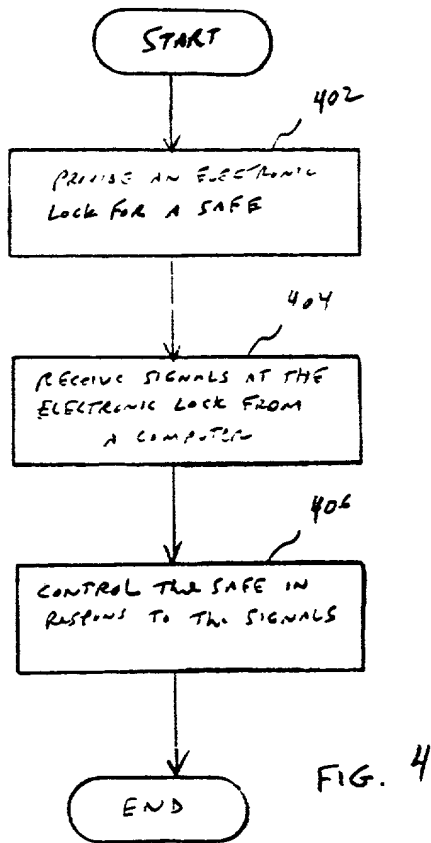 START
402
PROVIDE AN ELECTRONIC
LOCK FOR A SAFE
404
RECEIVE SIGNALS AT THE
ELECTRONIC LOCK FROM
A COMPUTER
406
CONTROL THE SAFE IN
RESPONS TO THE SIGNALS
END
FIG. 4